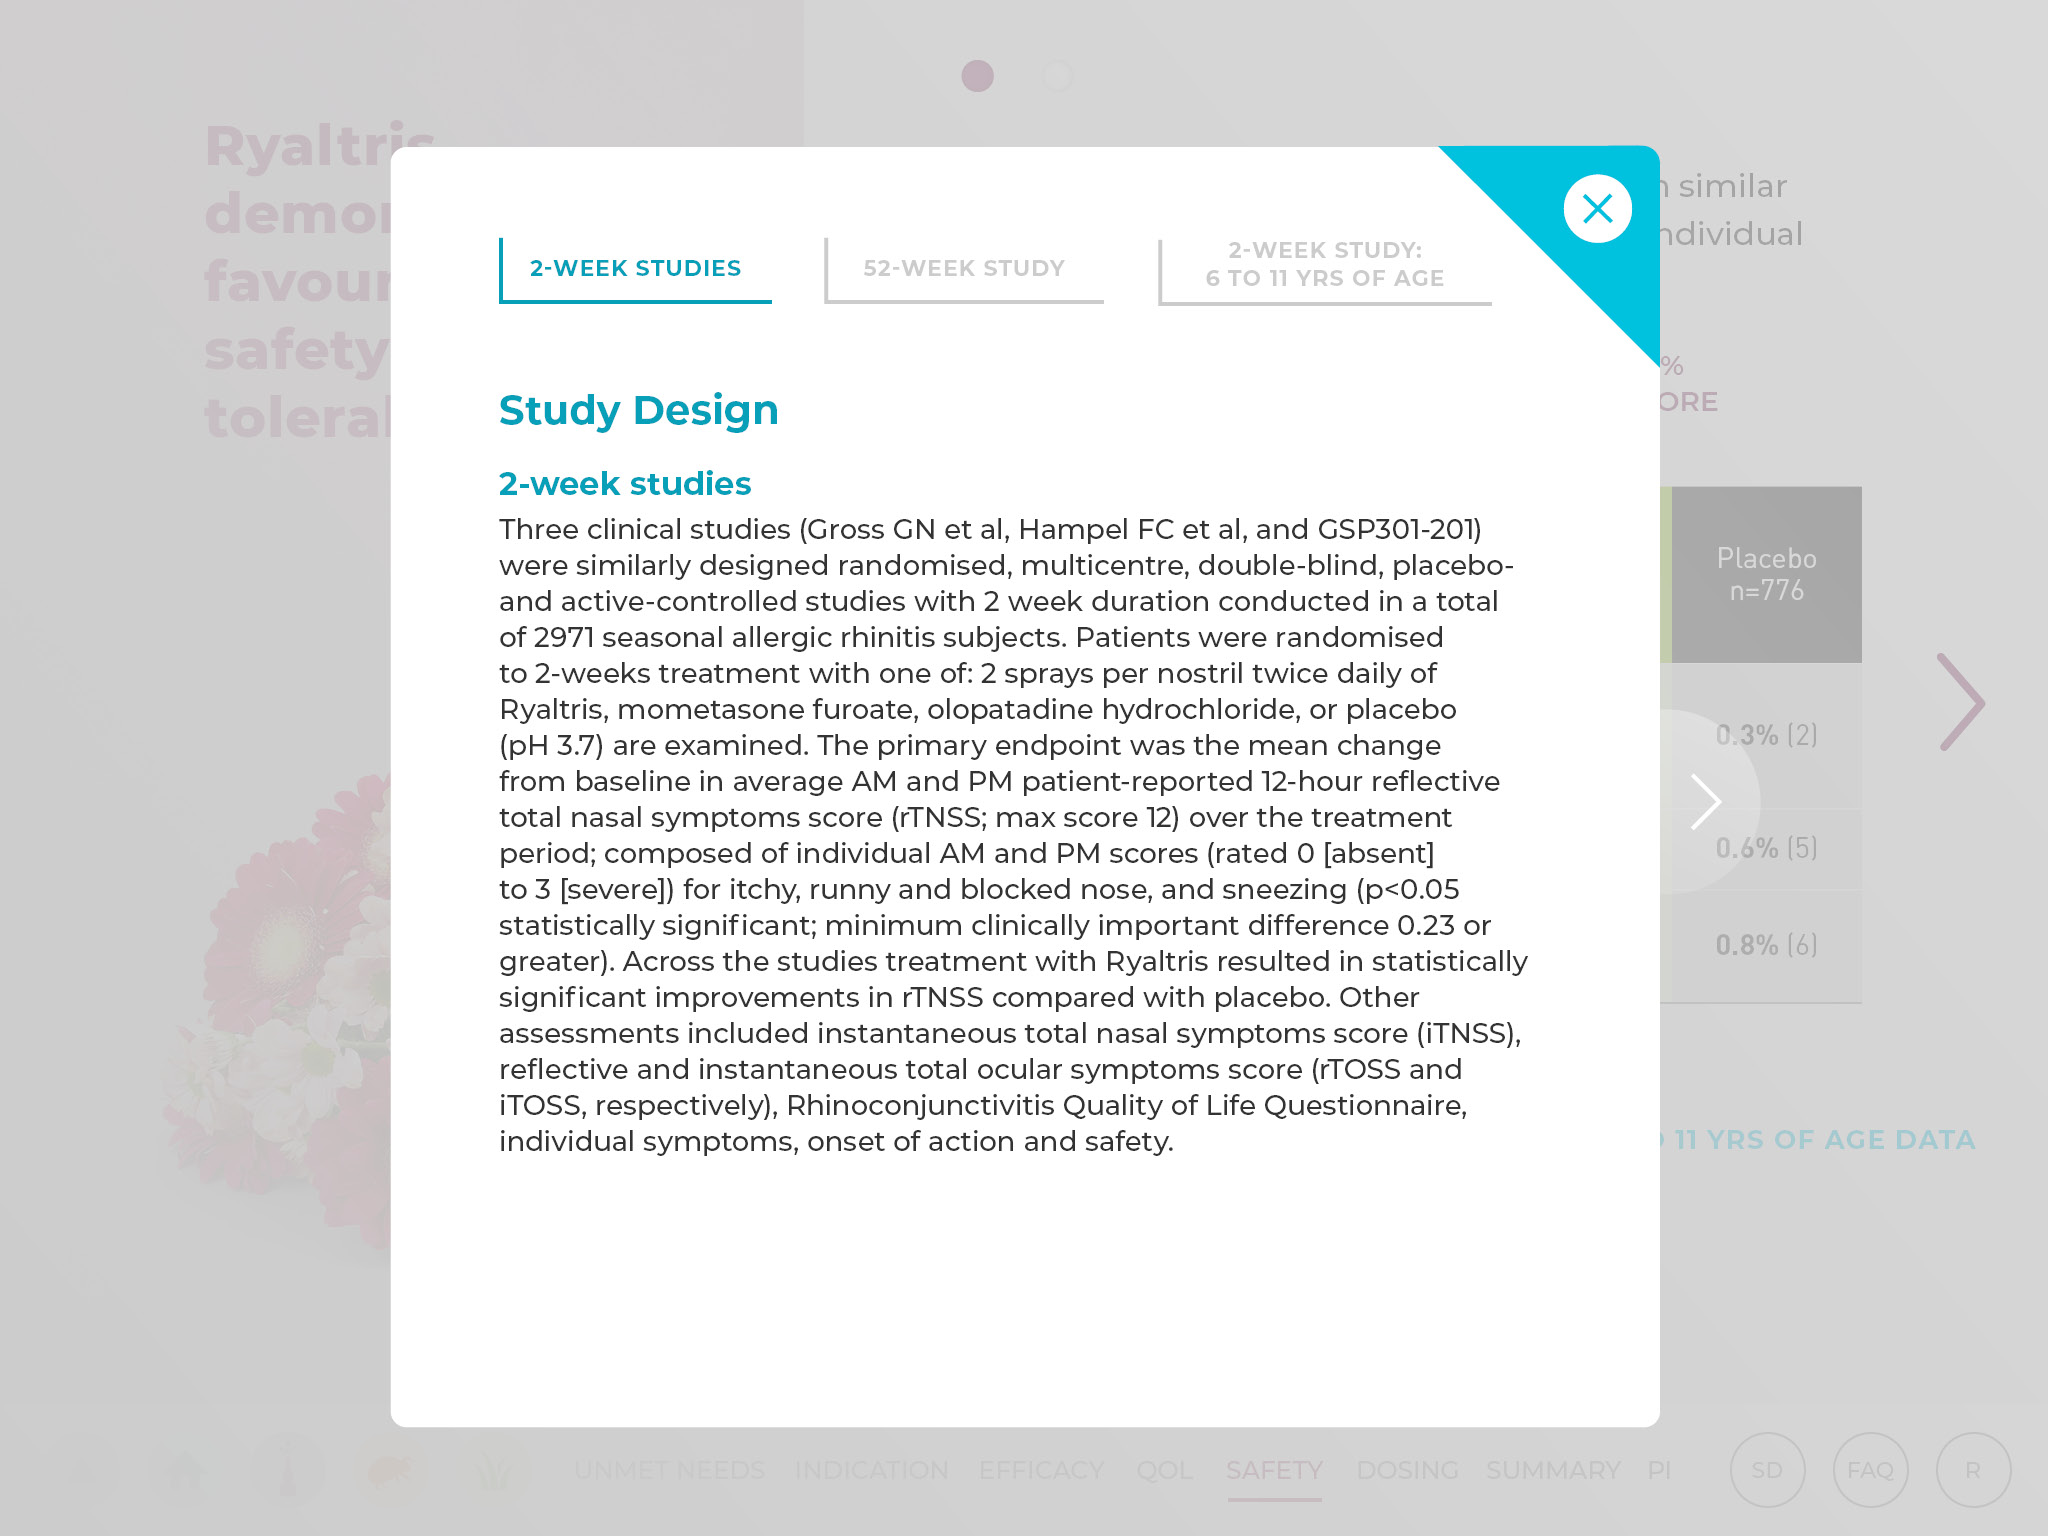 Ryaltris
favour
safety
similar
individual
%
2-WEEK STUDIES
52-WEEK STUDY
2-WEEK STUDY:
6 TO 11 YRS OF AGE
Study Design
2-week studies
Three clinical studies (Gross GN et al, Hampel FC et al, and GSP301-201)
were similarly designed randomised, multicentre, double-blind, placebo-
and active-controlled studies with 2 week duration conducted in a total
of 2971 seasonal allergic rhinitis subjects. Patients were randomised
to 2-weeks treatment with one of: 2 sprays per nostril twice daily of
Ryaltris, mometasone furoate, olopatadine hydrochloride, or placebo
(pH 3.7) are examined. The primary endpoint was the mean change
from baseline in average AM and PM patient-reported 12-hour reflective
total nasal symptoms score (rTNSS; max score 12) over the treatment
period; composed of individual AM and PM scores (rated 0 [absent]
to 3 [severe]) for itchy, runny and blocked nose, and sneezing (p<0.05
statistically significant; minimum clinically important difference 0.23 or
greater). Across the studies treatment with Ryaltris resulted in statistically
significant improvements in rTNSS compared with placebo. Other
assessments included instantaneous total nasal symptoms score (iTNSS),
reflective and instantaneous total ocular symptoms score (rTOSS and
iTOSS, respectively), Rhinoconjunctivitis Quality of Life Questionnaire,
individual symptoms, onset of action and safety.
Placebo
n=776
0.3% (2)
0.6% (5)
0.8% (6)
11 YRS OF AGE DATA
UNMET NEEDS INDICATION EFFICACY QOL SAFETY DOSING SUMMARY PI SD FAQ R